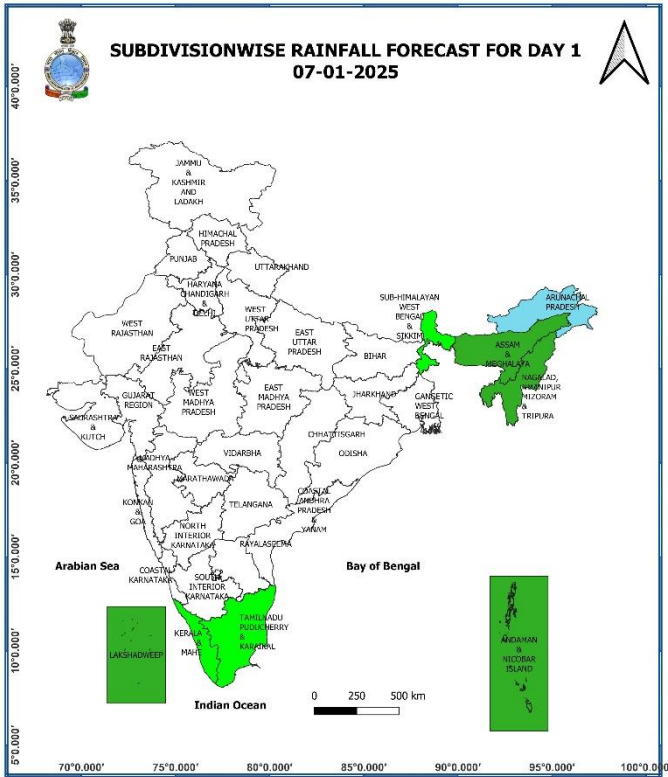 SUBDIVISIONWISE RAINFALL FORECAST FOR DAY 1
07-01-2025
40°0.000'
35°0.000'
30°0.000'
25°0.000'
20°0.000'
15°0.000'
10°0.000'
5°0.000'
JAMMU
&
KASHMIR
AND
LADAKH
HIMACHAL
PRADESH
PUNJAB
UTTARAKHAND
HARYANA
CHANDIGARH
&
DELHI
WEST
RAJASTHAN
EAST
RAJASTHAN
WEST
UTTAR
PRADESH
EAST
UTTAR
PRADESH
SUB-HIMALAYAN
WEST
BENGAL
&
SIKKIM
ARUNACHAL
PRADESH
ASSAM
&
MEGHALAYA
NAGALAD,
MANIPUR
MIZORAM
&
TRIPURA
BIHAR
JHARKHAND
GANGETIC
WEST
BENGAL
SAURASHTRA
&
KUTCH
GUJARAT
REGION
WEST
MADHYA
PRADESH
EAST
MADHYA
PRADESH
CHHATISTGARH
ODISHA
VIDARBHA
MADHYA
MAHARASHTRA
MARATHAWADA
KONKAN
&
GOA
TELANGANA
COASTAL
ANDHRA
PRADESH
&
YANAM
NORTH
INTERIOR
KARNATAKA
RAYALASEEMA
COASTAL
KARNATAKA
SOUTH
INTERIOR
KARNATAKA
Arabian Sea
Bay of Bengal
TAMILNADU
PUDUCHERRY
&
KARAIKAL
KERALA
&
MAHE
LAKSHADWEEP
ANDAMAN
&
NICOBAR
ISLAND
Indian Ocean
0 250 500 km
70°0.000' 75°0.000' 80°0.000' 85°0.000' 90°0.000' 95°0.000' 100°0.000'